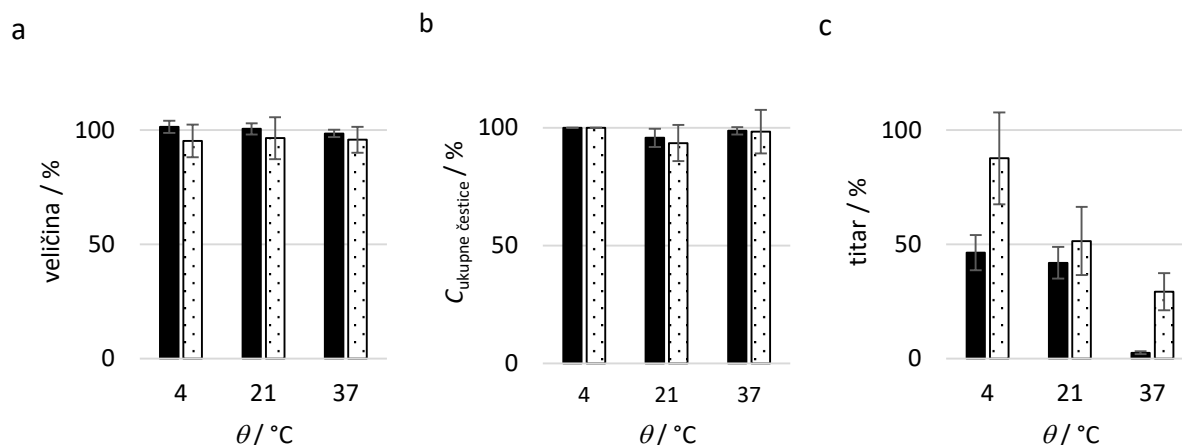 a
veličina / %
100
50
0
4 21 37
θ / °C
b
Cukupne čestice / %
100
50
0
4 21 37
θ / °C
c
titar / %
100
50
0
4 21 37
θ / °C